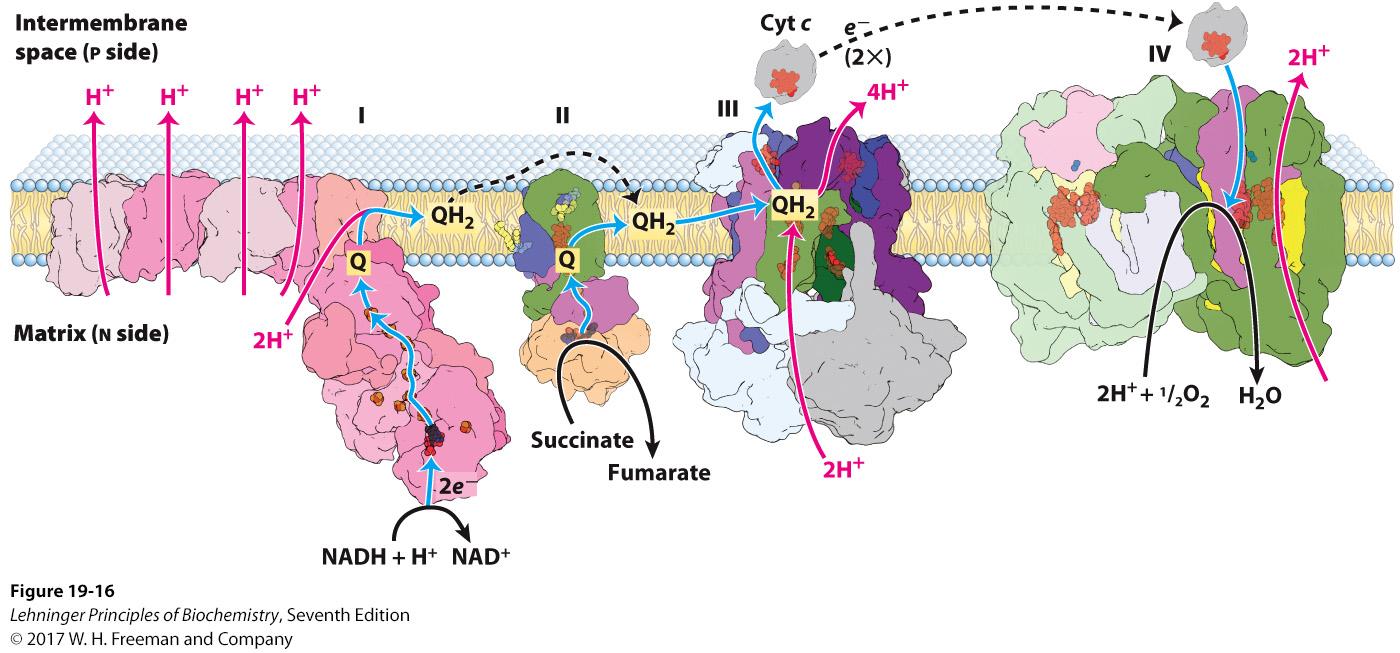 Intermembrane
space (P side)
H⁺
H⁺
H⁺
H⁺
I
II
III
Cyt c
e⁻
(2×)
4H⁺
IV
2H⁺
QH₂
QH₂
QH₂
Q
Q
Matrix (N side)
2H⁺
Succinate
Fumarate
2H⁺
2H⁺ + ¹/₂O₂
H₂O
2e⁻
NADH + H⁺
NAD⁺
Figure 19-16
Lehninger Principles of Biochemistry, Seventh Edition
© 2017 W. H. Freeman and Company